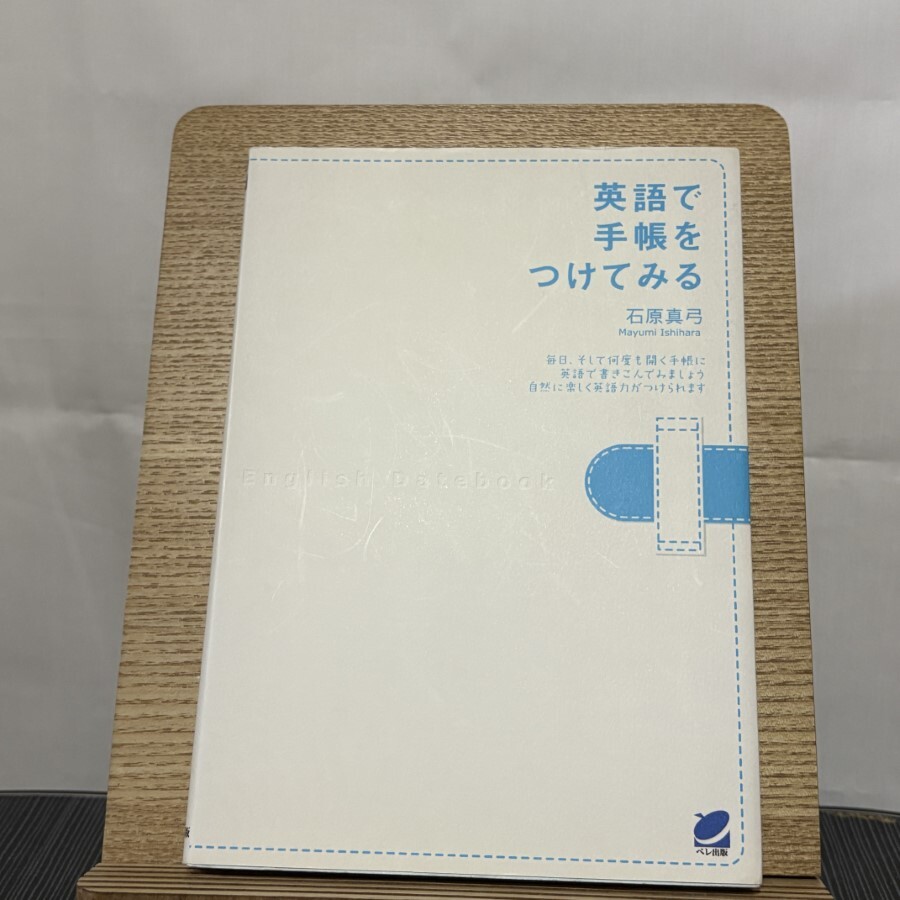 英語で
手帳を
つけてみる
石原真弓
Mayumi Ishihara
毎日、そして何度も開く手帳に
英語で書きこんでみましょう
自然に楽しく英語力がつけられます
English Datebook
ベレ出版